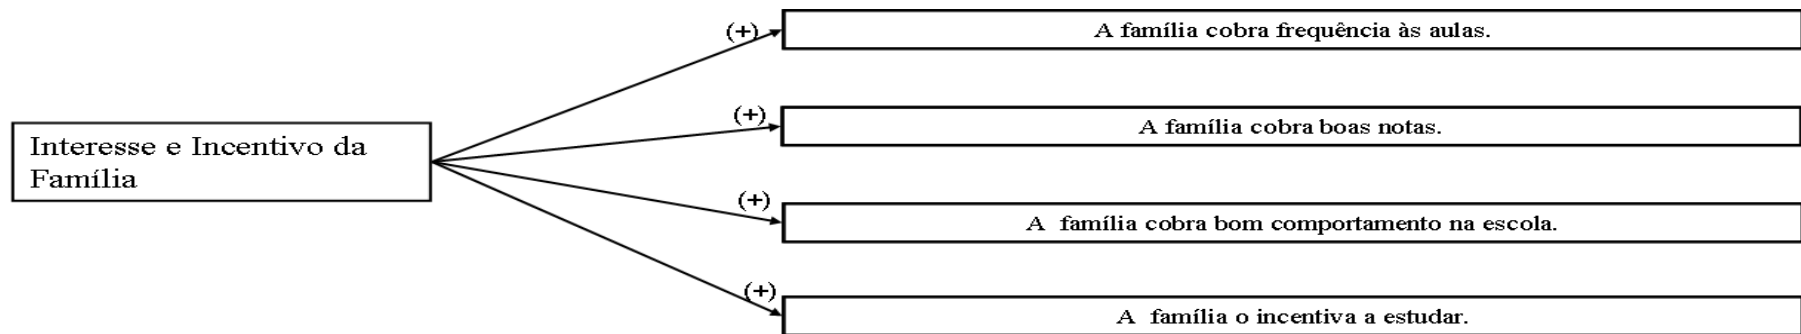 (+)
A família cobra frequência às aulas.
(+)
A família cobra boas notas.
Interesse e Incentivo da
Família
(+)
A família cobra bom comportamento na escola.
(+)
A família o incentiva a estudar.